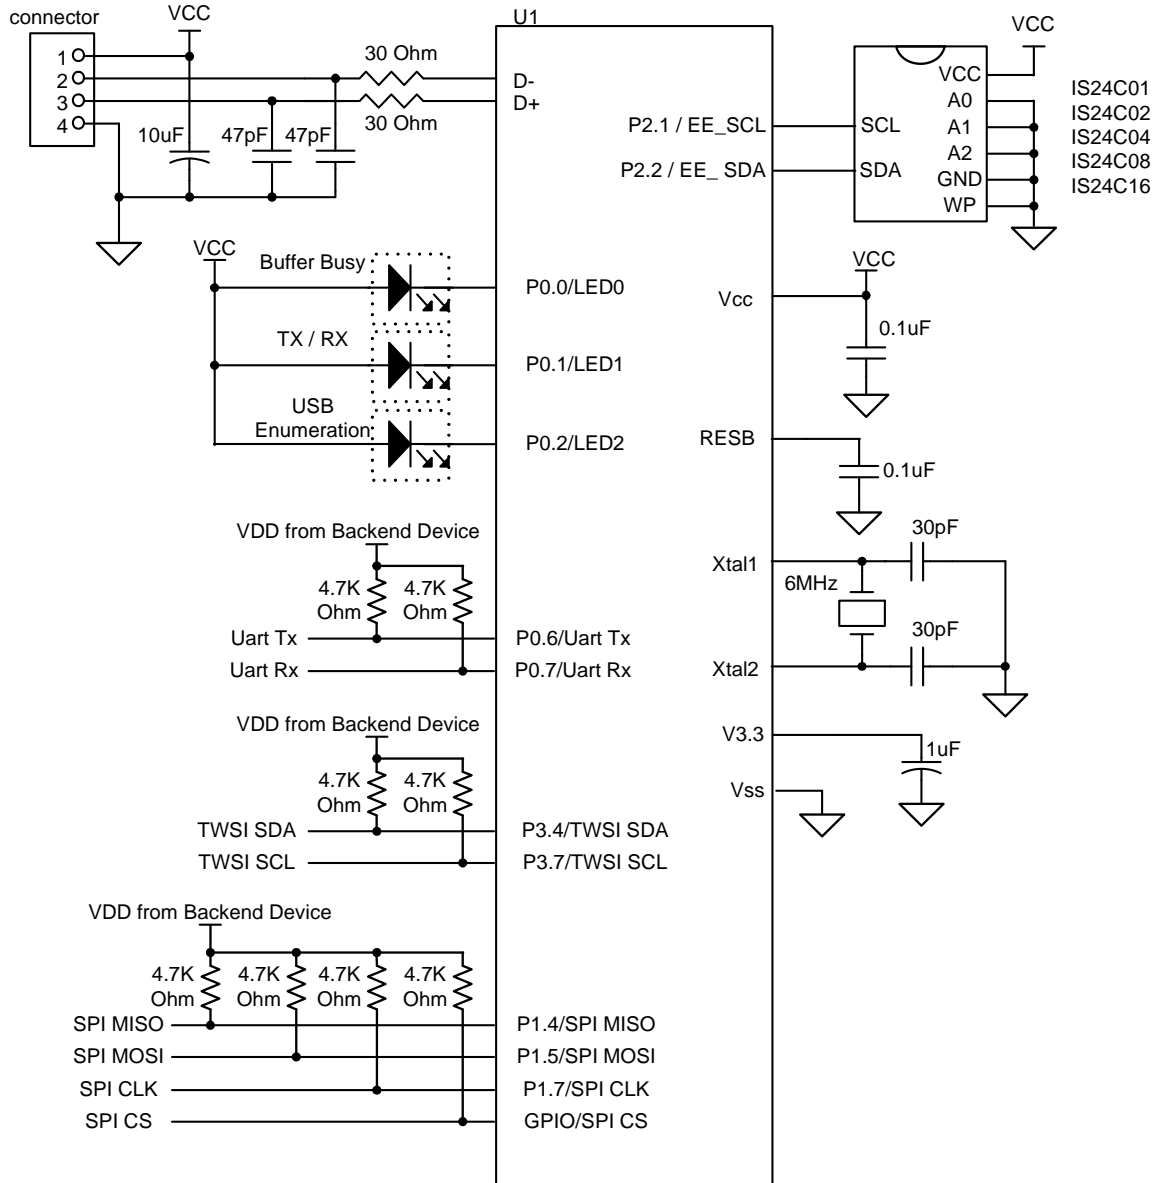 connector
VCC
U1
1
2
3
4
30 Ohm
30 Ohm
D-
D+
10uF
47pF
47pF
P2.1 / EE_SCL
P2.2 / EE_ SDA
SCL
SDA
VCC
A0
A1
A2
GND
WP
VCC
IS24C01
IS24C02
IS24C04
IS24C08
IS24C16
VCC
Buffer Busy
P0.0/LED0
TX / RX
P0.1/LED1
USB
Enumeration
P0.2/LED2
Vcc
VCC
0.1uF
RESB
0.1uF
Xtal1
6MHz
30pF
30pF
Xtal2
V3.3
1uF
Vss
VDD from Backend Device
4.7K
Ohm
4.7K
Ohm
Uart Tx
P0.6/Uart Tx
Uart Rx
P0.7/Uart Rx
VDD from Backend Device
4.7K
Ohm
4.7K
Ohm
TWSI SDA
P3.4/TWSI SDA
TWSI SCL
P3.7/TWSI SCL
VDD from Backend Device
4.7K
Ohm
4.7K
Ohm
4.7K
Ohm
4.7K
Ohm
SPI MISO
P1.4/SPI MISO
SPI MOSI
P1.5/SPI MOSI
SPI CLK
P1.7/SPI CLK
SPI CS
GPIO/SPI CS